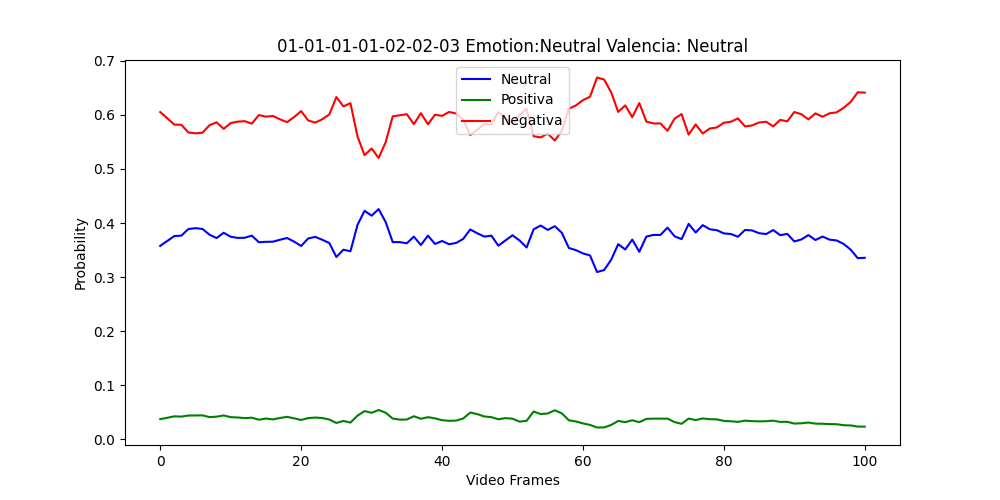 01-01-01-01-02-02-03 Emotion:Neutral Valencia: Neutral
Neutral
Positiva
Negativa
Probability
0.7
0.6
0.5
0.4
0.3
0.2
0.1
0.0
0 20 40 60 80 100
Video Frames